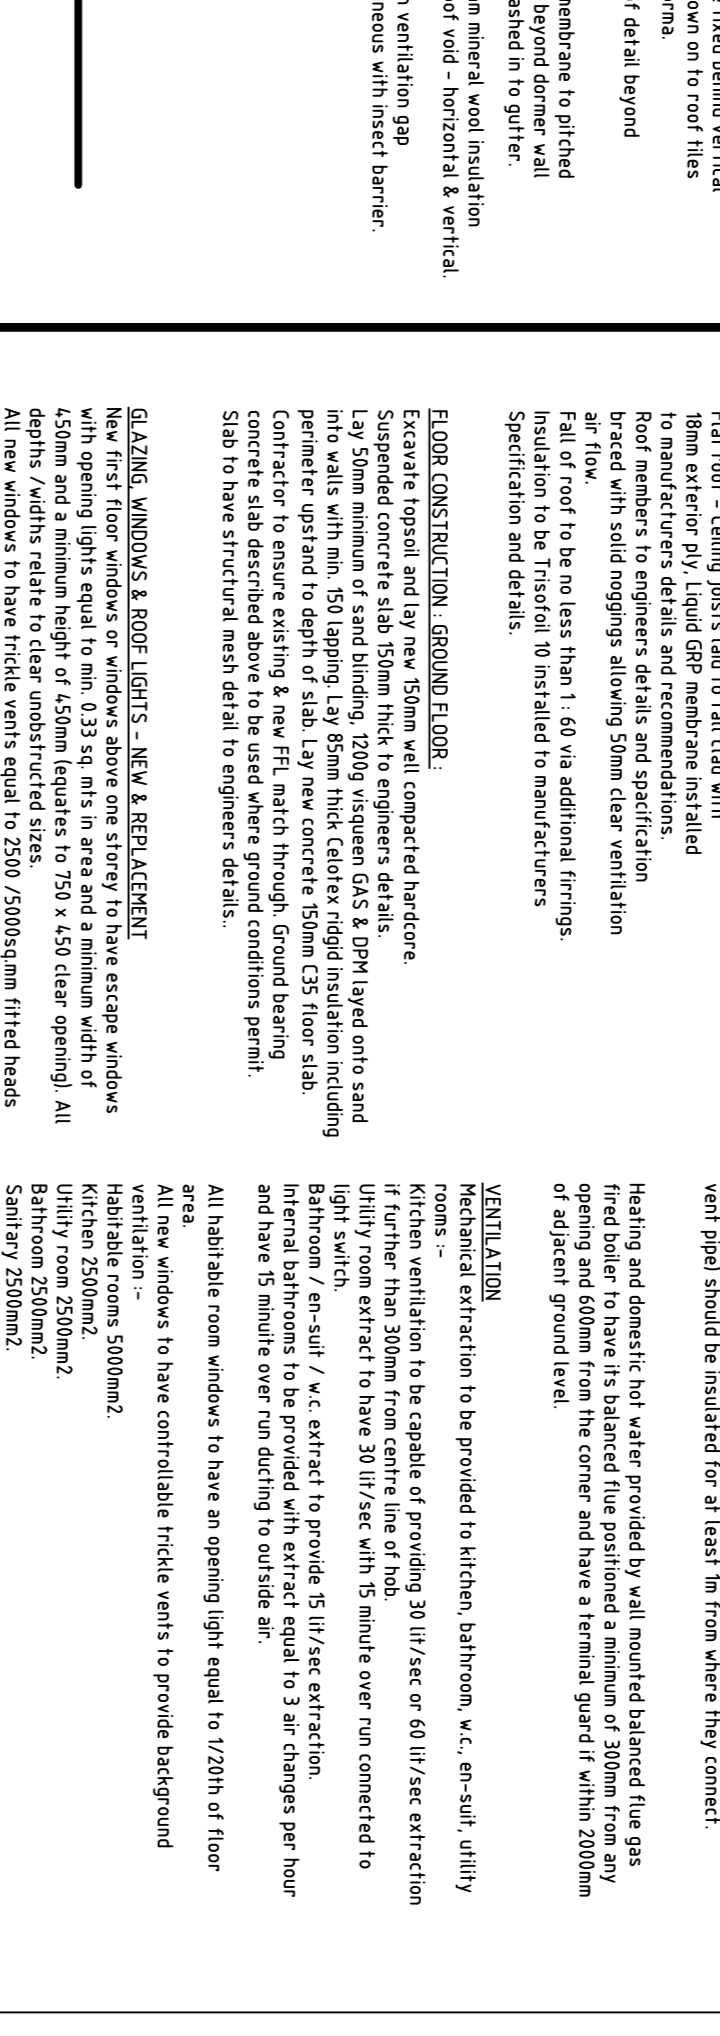 fixed behind vertical
own on to roof tiles
rma.
f detail beyond
membrane to pitched
beyond dormer wall
ashed in to gutter.
m mineral wool insulation
of void - horizontal & vertical.
n ventilation gap
neous with insect barrier.
18mm exterior ply, Liquid GRP membrane installed
to manufacturers details and recommendations.
Roof members to engineers details and spacification
braced with solid noggings allowing 50mm clear ventilation
air flow.
Fall of roof to be no less than 1 : 60 via additional firrings.
Insulation to be Trisofoil 10 installed to manufacturers
Specification and details.
FLOOR CONSTRUCTION : GROUND FLOOR :
Excavate topsoil and lay new 150mm well compacted hardcore.
Suspended concrete slab 150mm thick to engineers details.
Lay 50mm minimum of sand blinding, 1200g visqueen GAS & DPM layed onto sand
into walls with min. 150 lapping. Lay 85mm thick Celotex ridgid insulation including
perimeter upstand to depth of slab. Lay new concrete 150mm C35 floor slab.
Contractor to ensure existing & new FFL match through. Ground bearing
concrete slab described above to be used where ground conditions permit.
Slab to have structural mesh detail to engineers details..
GLAZING, WINDOWS & ROOF LIGHTS - NEW & REPLACEMENT
New first floor windows or windows above one storey to have escape windows
with opening lights equal to min. 0.33 sq. mts in area and a minimum width of
450mm and a minimum height of 450mm (equates to 750 x 450 clear opening). All
depths /widths relate to clear unobstructed sizes.
All new windows to have trickle vents equal to 2500 /5000sq.mm fitted heads
vent pipe) should be insulated for at least 1m from where they connect.
Heating and domestic hot water provided by wall mounted balanced flue gas
fired boiler to have its balanced flue positioned a minimum of 300mm from any
opening and 600mm from the corner and have a terminal guard if within 2000mm
of adjacent ground level.
VENTILATION
Mechanical extraction to be provided to kitchen, bathroom, w.c., en-suit, utility
rooms :-
Kitchen ventilation to be capable of providing 30 lit/sec or 60 lit/sec extraction
if further than 300mm from centre line of hob.
Utility room extract to have 30 lit/sec with 15 minute over run connected to
light switch.
Bathroom / en-suit / w.c. extract to provide 15 lit/sec extraction.
Internal bathrooms to be provided with extract equal to 3 air changes per hour
and have 15 minuite over run ducting to outside air.
All habitable room windows to have an opening light equal to 1/20th of floor
area.
All new windows to have controllable trickle vents to provide background
ventilation :-
Habitable rooms 5000mm2.
Kitchen 2500mm2.
Utility room 2500mm2.
Bathroom 2500mm2.
Sanitary 2500mm2.